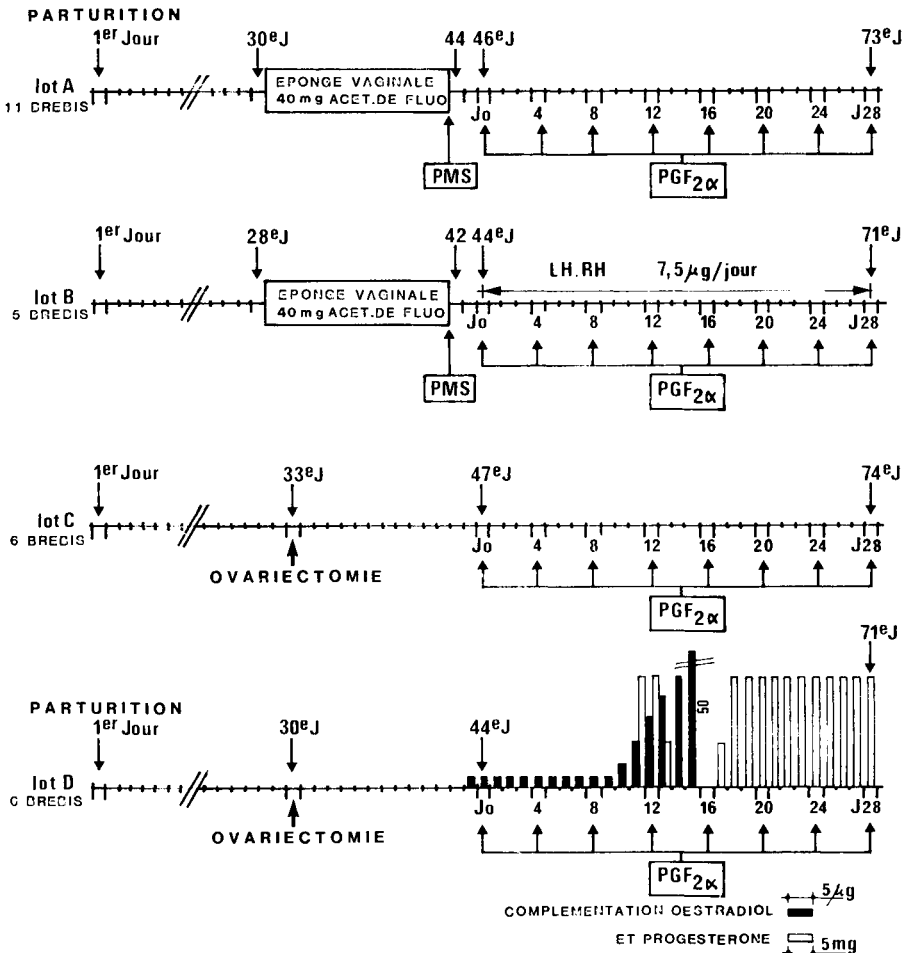 PARTURITION
1er Jour 30eJ 44 46eJ 73eJ
lot A
11 BREBIS
EPONGE VAGINALE
40 mg ACET. DE FLUO
Jo 4 8 12 16 20 24 J28
PMS PGF2α
1er Jour 28eJ 42 44eJ 71eJ
LH.RH 7,5 µg/jour
lot B
5 BREBIS
EPONGE VAGINALE
40 mg ACET. DE FLUO
Jo 4 8 12 16 20 24 J28
PMS PGF2α
1er Jour 33eJ 47eJ 74eJ
lot C
6 BREBIS
Jo 4 8 12 16 20 24 J28
OVARIECTOMIE
PGF2α
71eJ
PARTURITION
1er Jour 30eJ 44eJ
50
lot D
BREBIS
Jo 4 8 12 16 20 24 J28
OVARIECTOMIE
PGF2α
5µg
COMPLEMENTATION OESTRADIOL
ET PROGESTERONE
5mg